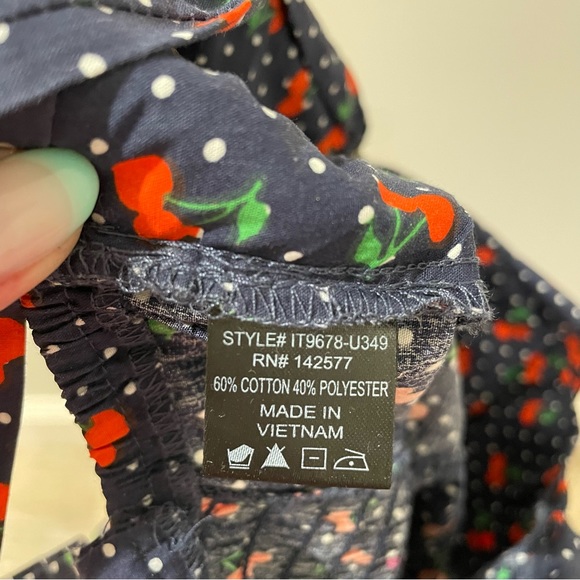 STYLE# IT9678-U349
RN# 142577
60% COTTON 40% POLYESTER
MADE IN
VIETNAM